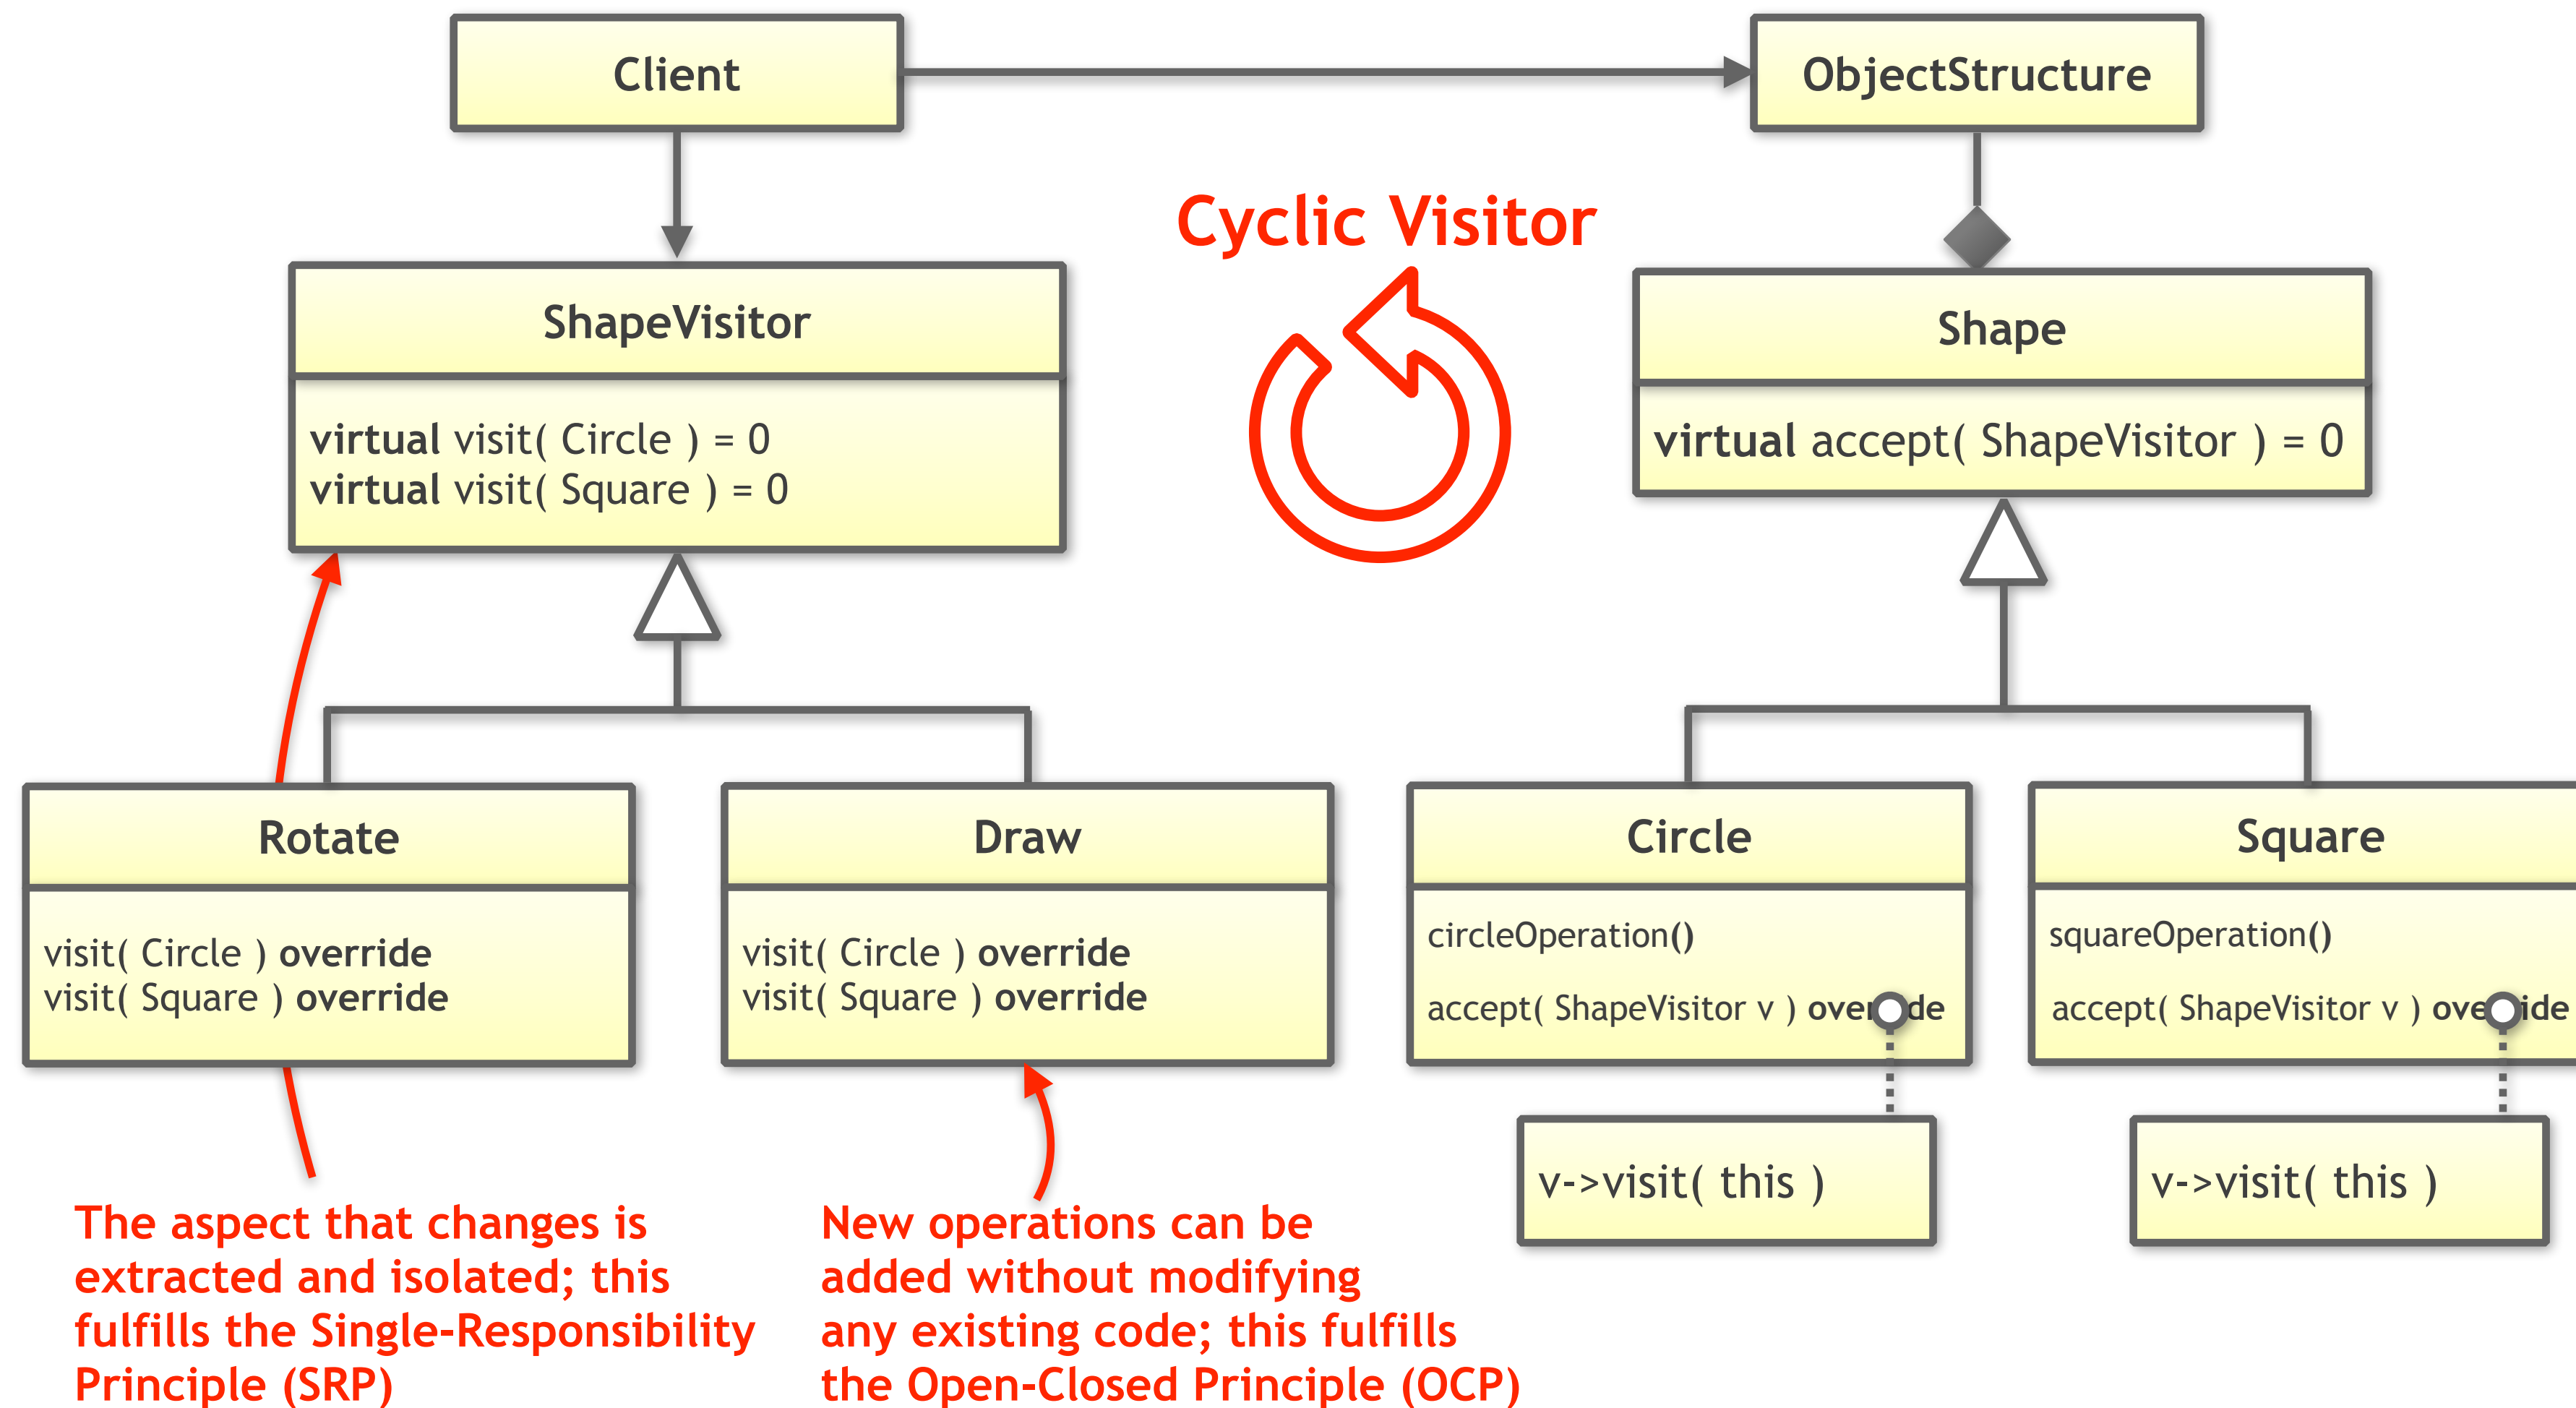 Client
ObjectStructure
Cyclic Visitor
ShapeVisitor
virtual visit( Circle ) = 0
virtual visit( Square ) = 0
Shape
virtual accept( ShapeVisitor ) = 0
Rotate
visit( Circle ) override
visit( Square ) override
Draw
visit( Circle ) override
visit( Square ) override
Circle
circleOperation()
accept( ShapeVisitor v ) override
Square
squareOperation()
accept( ShapeVisitor v ) override
v->visit( this )
v->visit( this )
The aspect that changes is
extracted and isolated; this
fulfills the Single-Responsibility
Principle (SRP)
New operations can be
added without modifying
any existing code; this fulfills
the Open-Closed Principle (OCP)